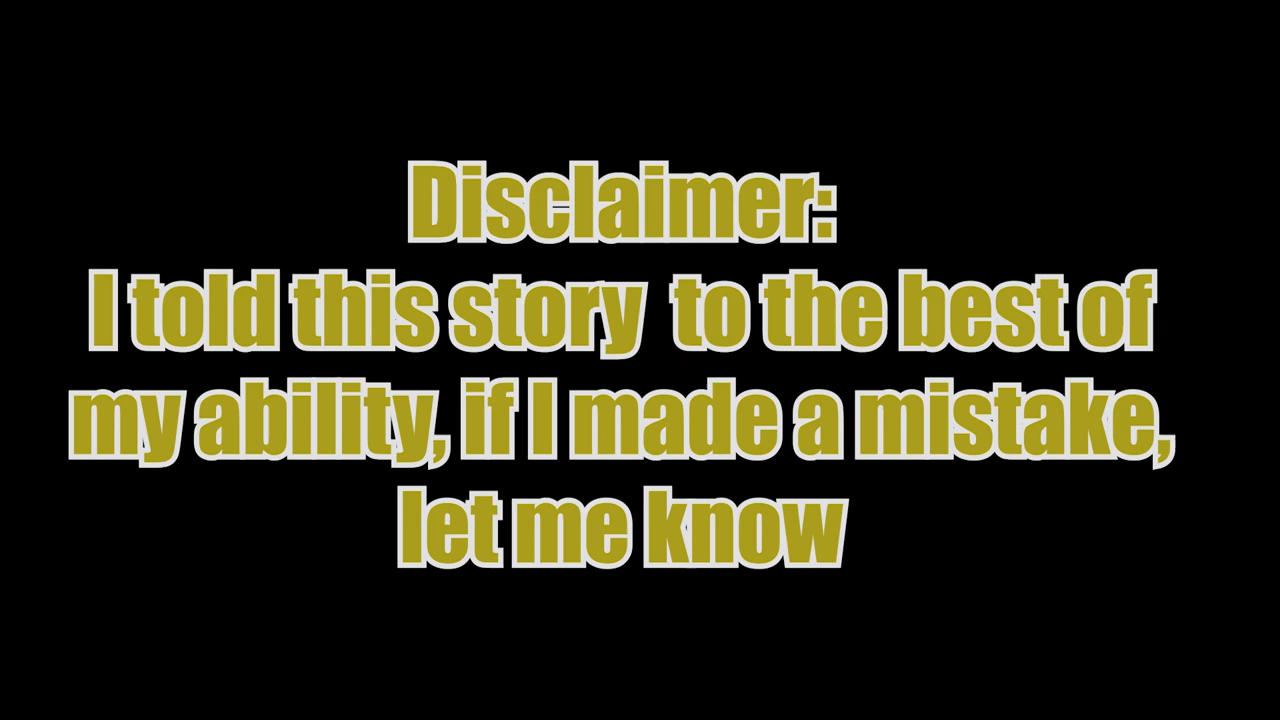 Disclaimer:
I told this story  to the best of
my ability, if I made a mistake,
let me know